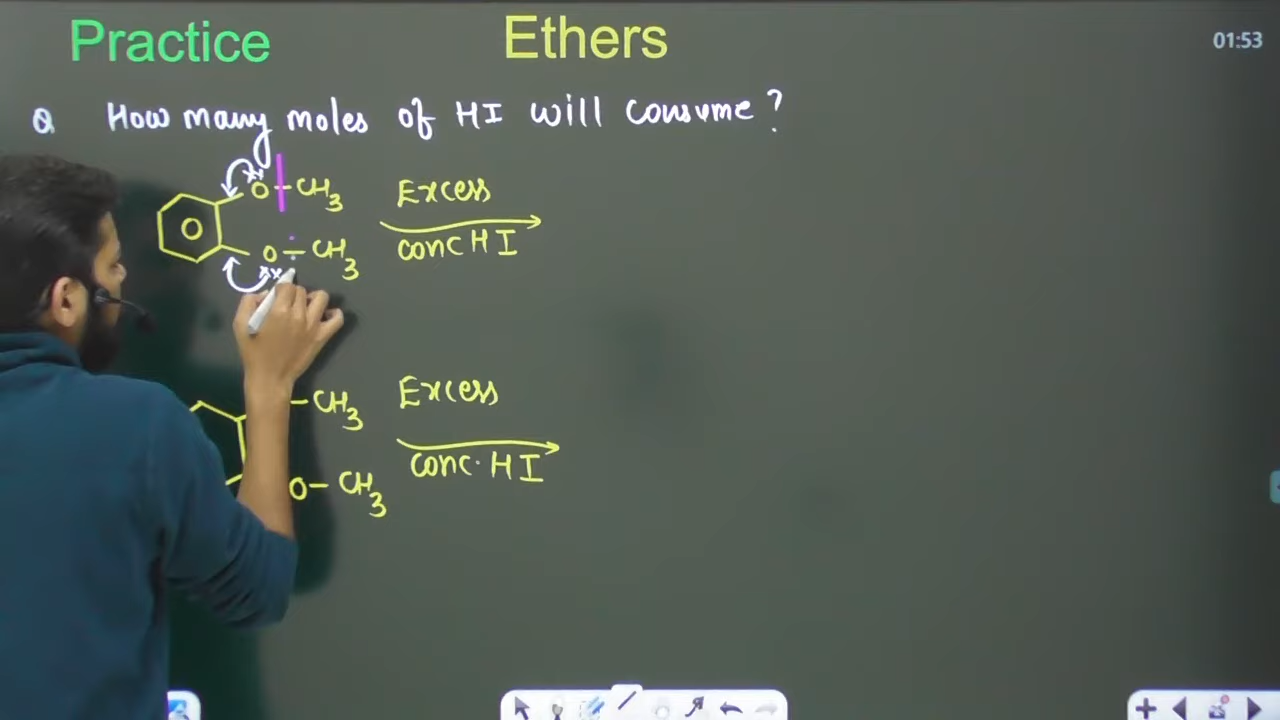 Practice Ethers 01:53
Q How many moles of HI will consume?
O-CH3 Excess
O-CH3 conc HI
-CH3 Excess
O-CH3 conc. HI